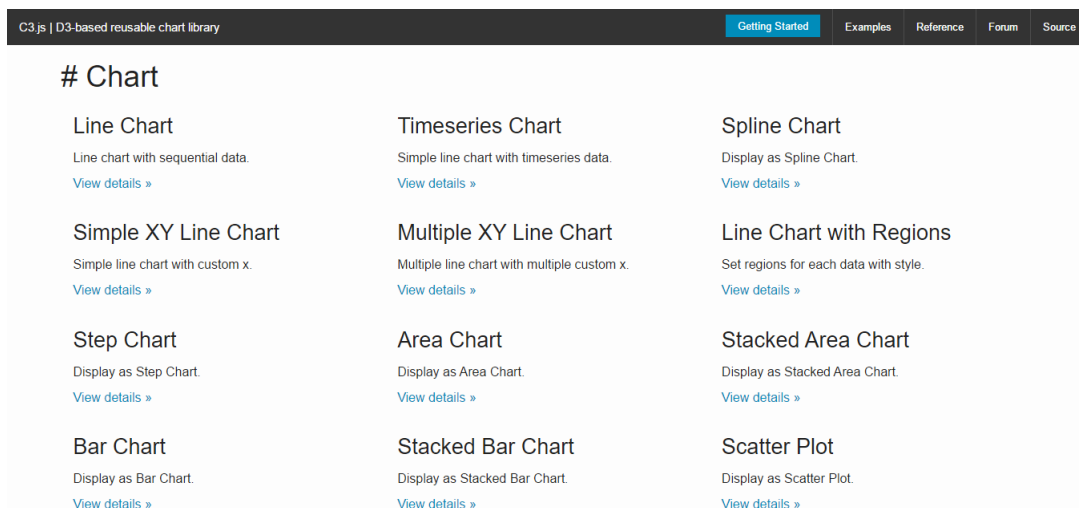 C3.js | D3-based reusable chart library
Getting Started
Examples
Reference
Forum
Source
# Chart
Line Chart
Line chart with sequential data.
View details »
Timeseries Chart
Simple line chart with timeseries data.
View details »
Spline Chart
Display as Spline Chart.
View details »
Simple XY Line Chart
Simple line chart with custom x.
View details »
Multiple XY Line Chart
Multiple line chart with multiple custom x.
View details »
Line Chart with Regions
Set regions for each data with style.
View details »
Step Chart
Display as Step Chart.
View details »
Area Chart
Display as Area Chart.
View details »
Stacked Area Chart
Display as Stacked Area Chart.
View details »
Bar Chart
Display as Bar Chart.
View details »
Stacked Bar Chart
Display as Stacked Bar Chart.
View details »
Scatter Plot
Display as Scatter Plot.
View details »